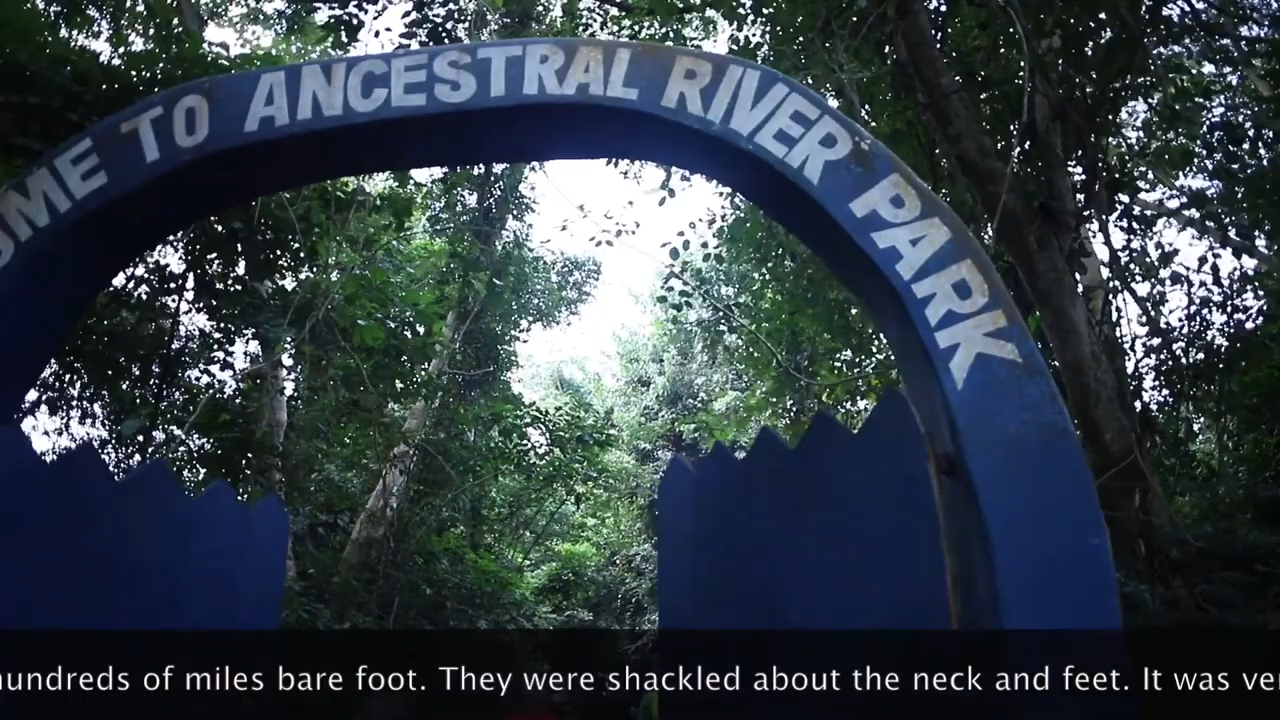 OME TO ANCESTRAL RIVER PARK
hundreds of miles bare foot. They were shackled about the neck and feet. It was ver